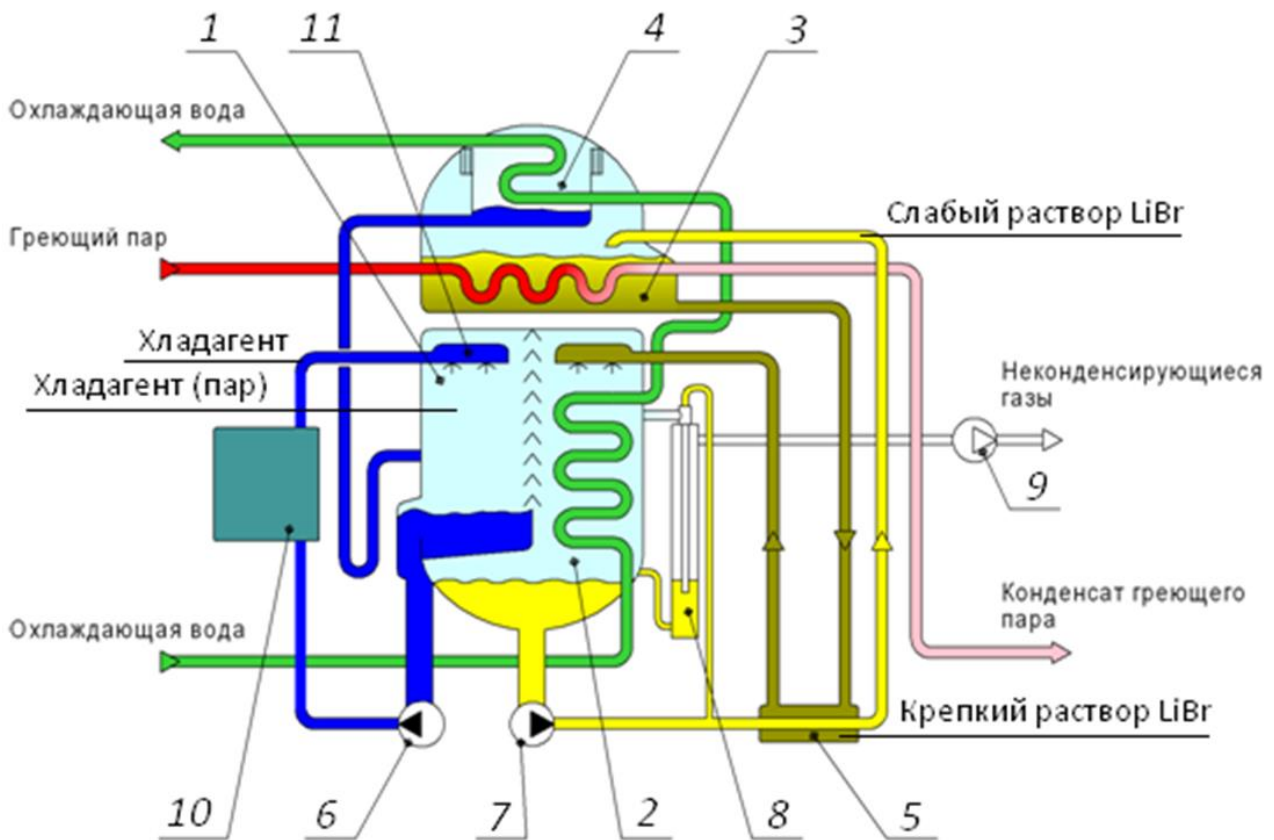 1
11
4
3
Охлаждающая вода
Слабый раствор LiBr
Греющий пар
Хладагент
Хладагент (пар)
Неконденсирующиеся
газы
9
Конденсат греющего
пара
Охлаждающая вода
Крепкий раствор LiBr
10
6
7
2
8
5